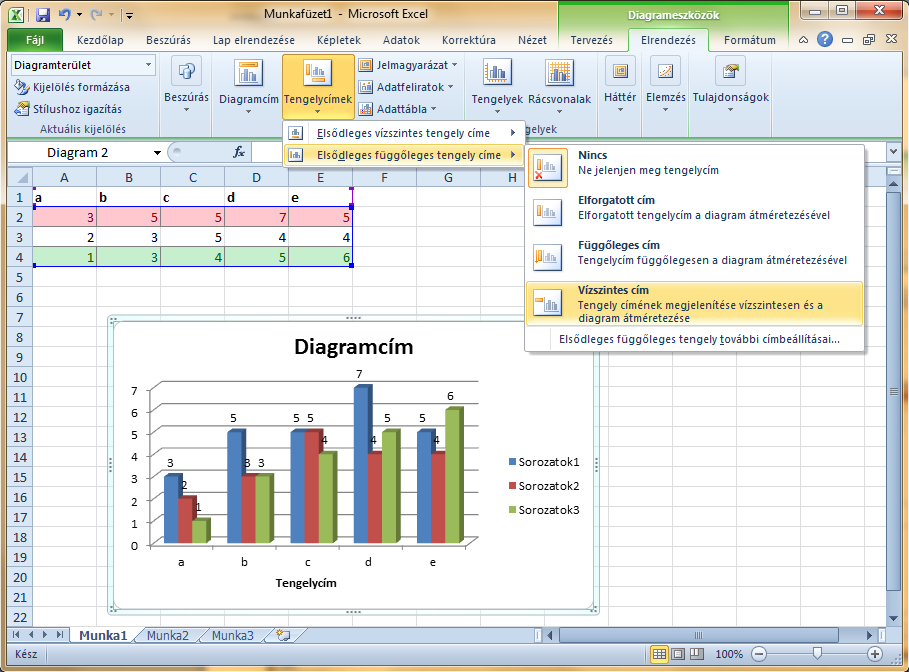 Munkafüzet1 - Microsoft Excel
Diagrameszközök
Fájl Kezdőlap Beszúrás Lap elrendezése Képletek Adatok Korrektúra Nézet Tervezés Elrendezés Formátum
Diagramterület
Kijelölés formázása
Stílushoz igazítás
Aktuális kijelölés
Beszúrás
Diagramcím
Tengelycímek
Jelmagyarázat
Adatfeliratok
Adattábla
Tengelyek
Rácsvonalak
gelyek
Háttér
Elemzés
Tulajdonságok
Elsődleges vízszintes tengely címe
Elsődleges függőleges tengely címe
Nincs
Ne jelenjen meg tengelycím
Elforgatott cím
Elforgatott tengelycím a diagram átméretezésével
Függőleges cím
Tengelycím függőlegesen a diagram átméretezésével
Vízszintes cím
Tengely címének megjelenítése vízszintesen és a
diagram átméretezése
Elsődleges függőleges tengely további címbeállításai...
Diagram 2
fx
A B C D E F G H
1 a b c d e
2 3 5 5 7 5
3 2 3 5 4 4
4 1 3 4 5 6
5
6
7
8
9
10
11
12
13
14
15
16
17
18
19
20
21
22
Diagramcím
7
6
5
4
3
2
1
0
3 2 1
5 3 3
5 5 4
7 4 5
5 4 6
a b c d e
Tengelycím
Sorozatok1
Sorozatok2
Sorozatok3
Munka1 Munka2 Munka3
Kész
100%